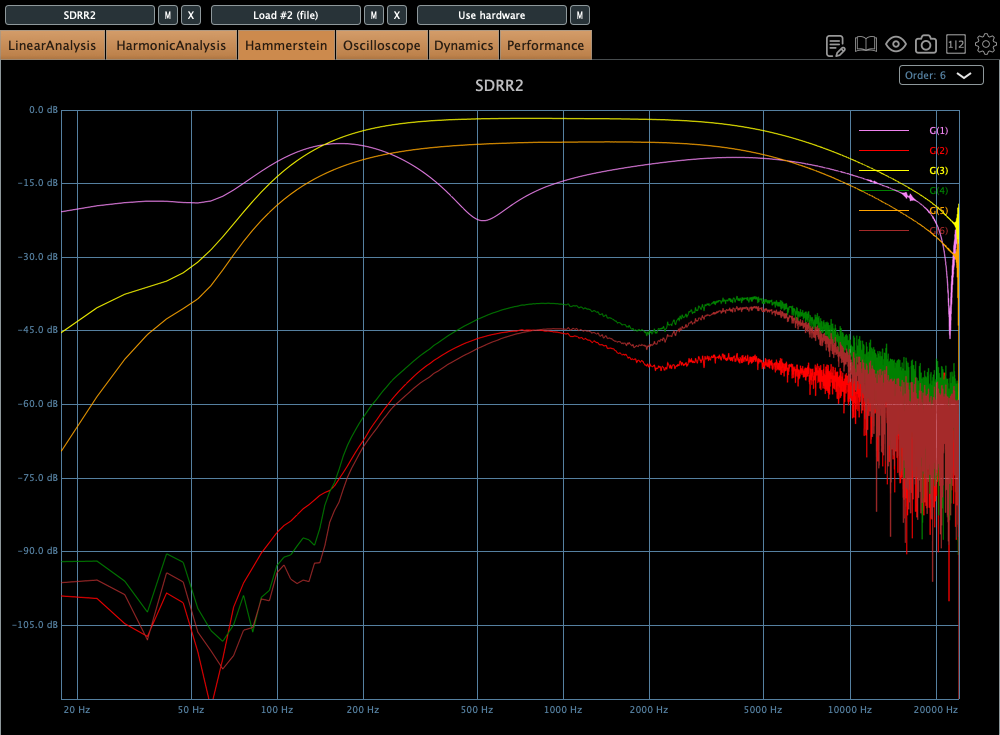 SDRR2 M X Load #2 (file) M X Use hardware M
LinearAnalysis HarmonicAnalysis Hammerstein Oscilloscope Dynamics Performance 1|2
Order: 6
SDRR2
0.0 dB
G(1)
G(2)
G(3)
-15.0 dB
G(4)
G(5)
G(6)
-30.0 dB
-45.0 dB
-60.0 dB
-75.0 dB
-90.0 dB
-105.0 dB
20 Hz 50 Hz 100 Hz 200 Hz 500 Hz 1000 Hz 2000 Hz 5000 Hz 10000 Hz 20000 Hz